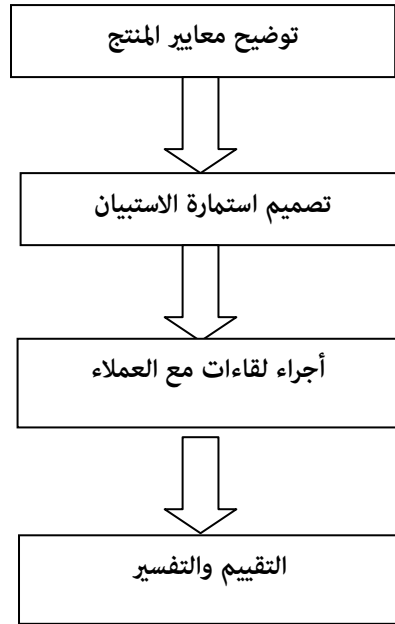 توضيح معايير المنتج
تصميم استمارة الاستبيان
أجراء لقاءات مع العملاء
التقييم والتفسير